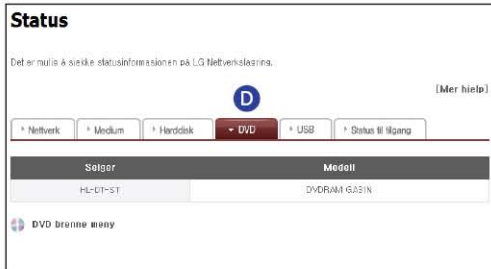 Status
Det er mulig å sjekke statusinformasjonen på LG Nettverkslagring.
[Mer hjelp]
D
Nettverk Medium Harddisk DVD USB Status til tilgang
Selger Modell
HL-DT-ST DVDRAM GA31N
DVD brenne meny